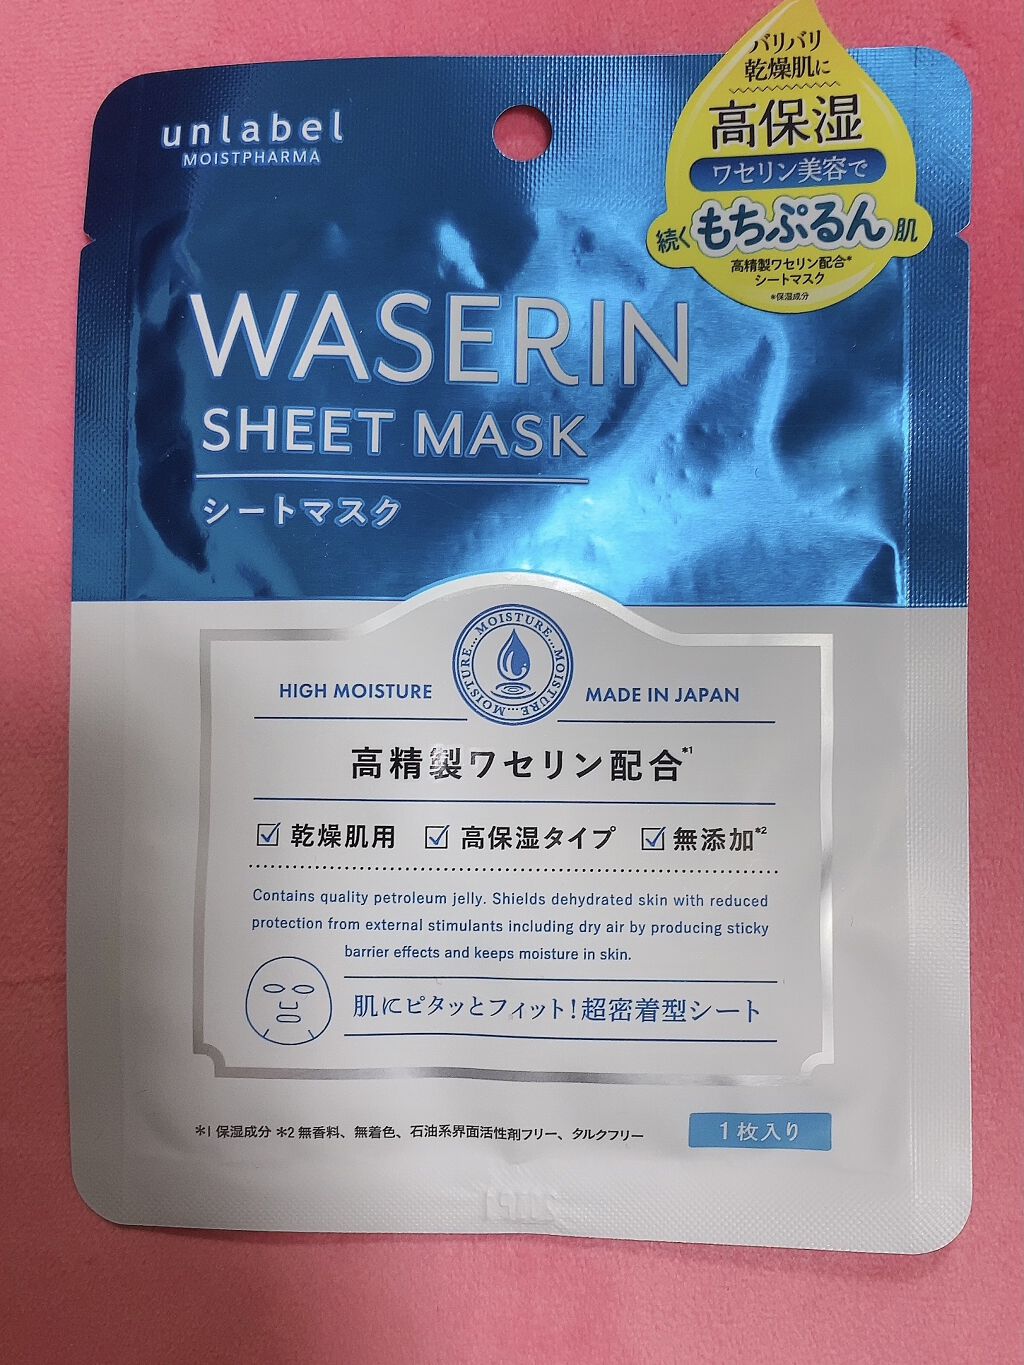 unlabel
MOISTPHARMA
バリバリ
乾燥肌に
高保湿
ワセリン美容で
続くもちぷるん肌
高精製ワセリン配合*
シートマスク
*保湿成分
WASERIN
SHEET MASK
シートマスク
MOISTURE...MOISTURE...MOISTURE...
HIGH MOISTURE
MADE IN JAPAN
高精製ワセリン配合*1
乾燥肌用 高保湿タイプ 無添加*2
Contains quality petroleum jelly. Shields dehydrated skin with reduced
protection from external stimulants including dry air by producing sticky
barrier effects and keeps moisture in skin.
肌にピタッとフィット!超密着型シート
*1 保湿成分 *2 無香料、無着色、石油系界面活性剤フリー、タルクフリー
1枚入り